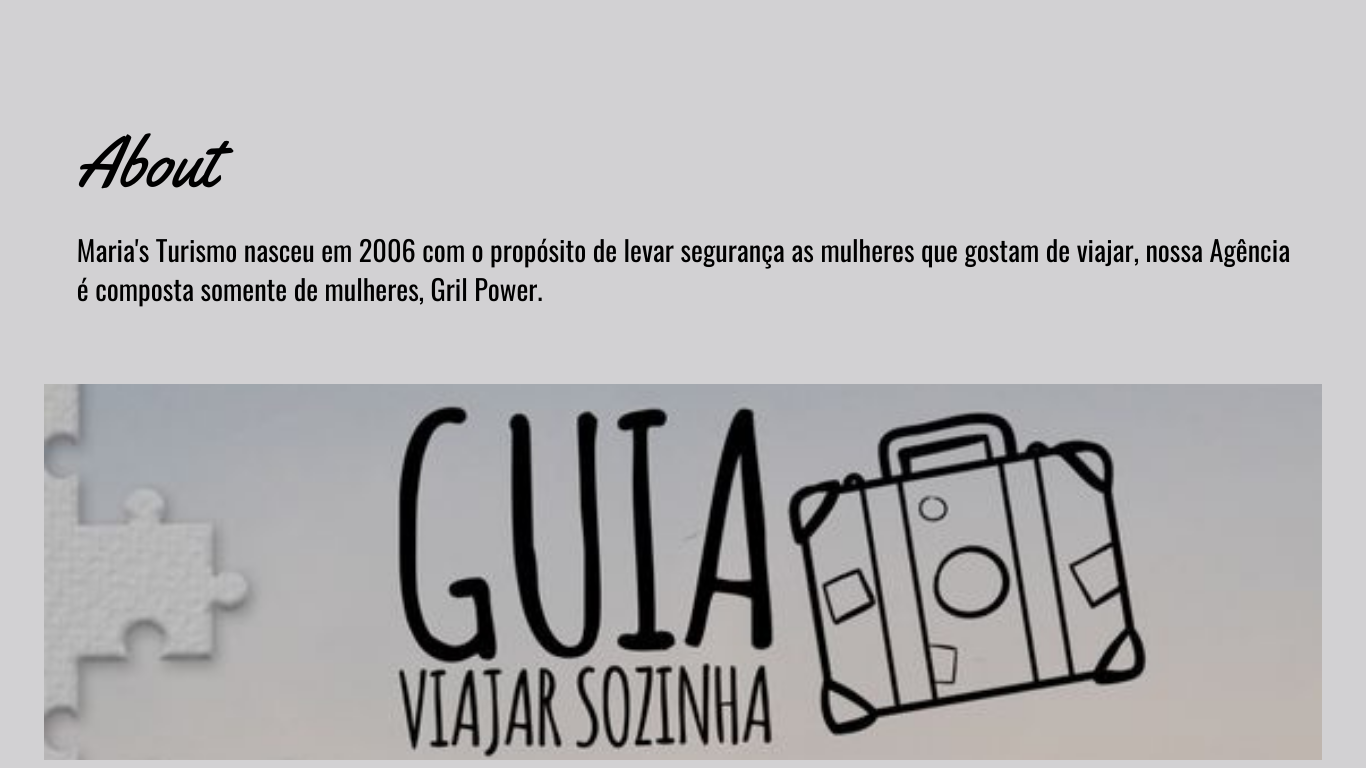 About
Maria's Turismo nasceu em 2006 com o propósito de levar segurança as mulheres que gostam de viajar, nossa Agência
é composta somente de mulheres, Gril Power.
GUIA
VIAJAR SOZINHA